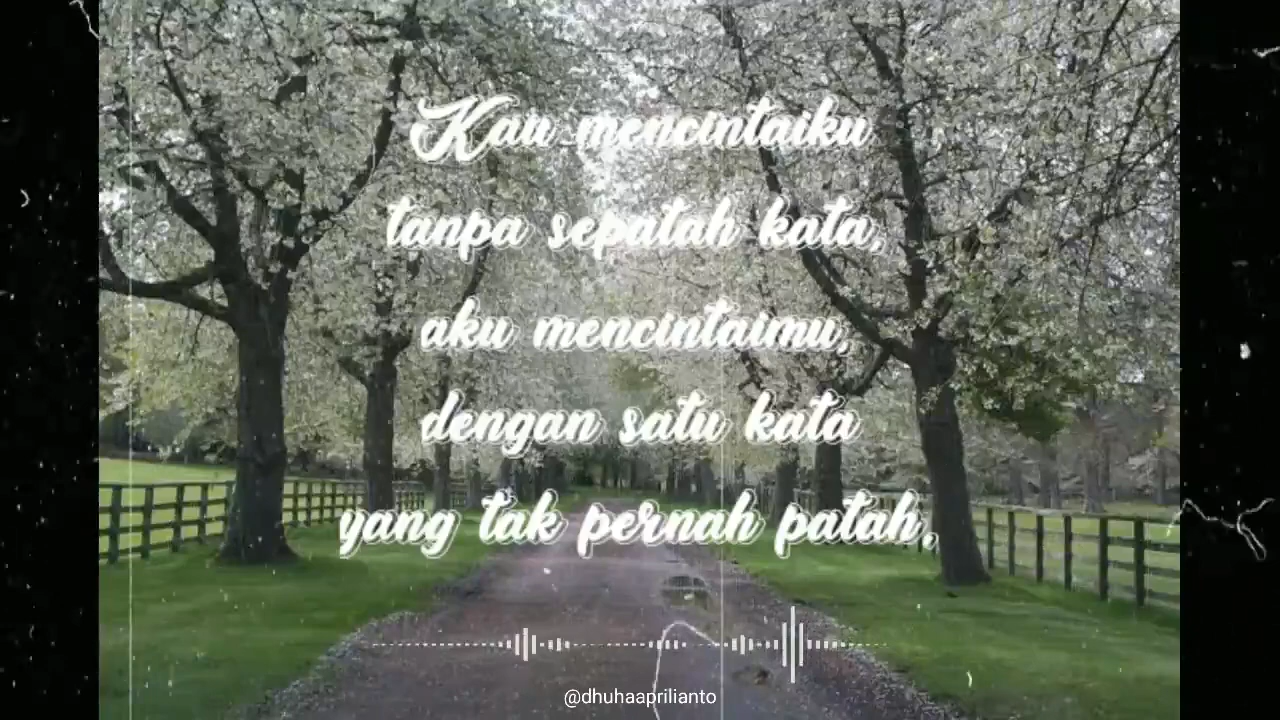 Kau mencintaiku
tanpa sepatah kata,
aku mencintaimu,
dengan satu kata
yang tak pernah patah.
@dhuhaaprilianto